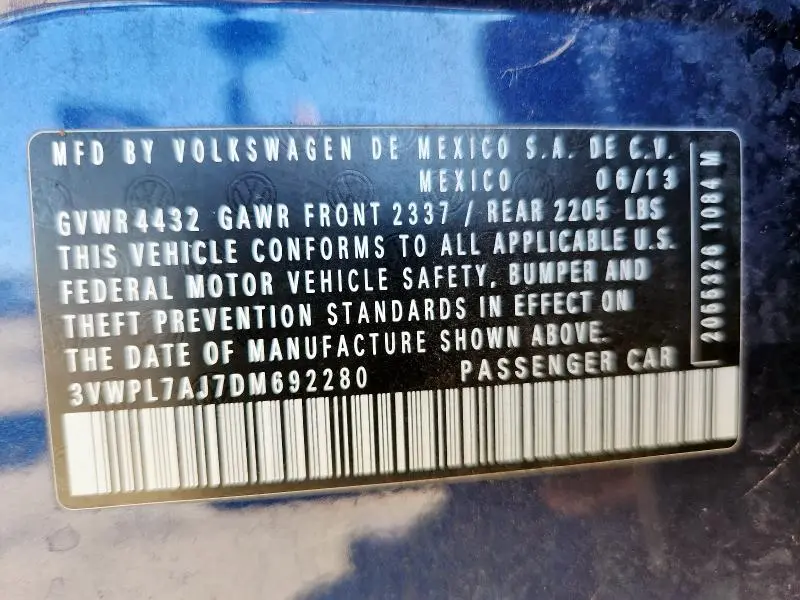 MFD BY VOLKSWAGEN DE MEXICO S.A. DE C.V.
MEXICO 06/13
GVWR 4432 GAWR FRONT 2337 / REAR 2205 LBS
THIS VEHICLE CONFORMS TO ALL APPLICABLE U.S.
FEDERAL MOTOR VEHICLE SAFETY, BUMPER AND
THEFT PREVENTION STANDARDS IN EFFECT ON
THE DATE OF MANUFACTURE SHOWN ABOVE.
3VWPL7AJ7DM692280 PASSENGER CAR
2066326 1084 M